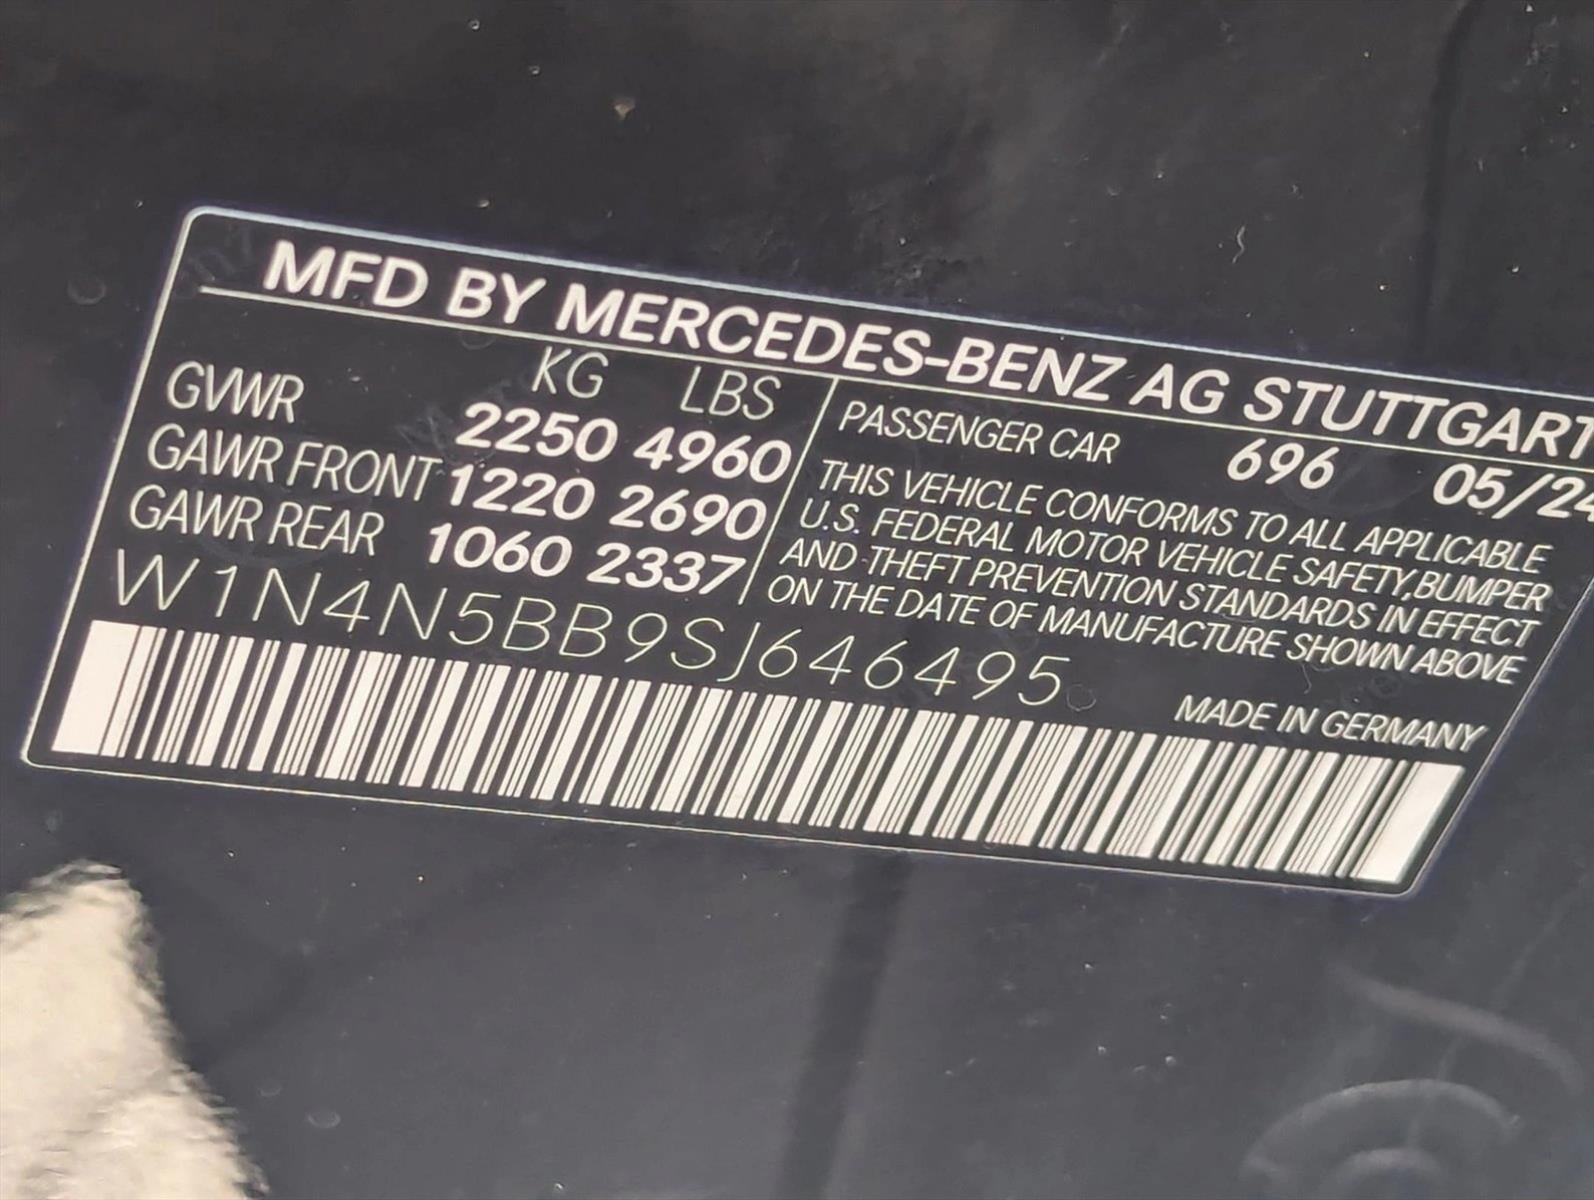 MFD BY MERCEDES-BENZ AG STUTTGART
KG LBS
GVWR 2250 4960
GAWR FRONT 1220 2690
GAWR REAR 1060 2337
PASSENGER CAR 696 05/24
THIS VEHICLE CONFORMS TO ALL APPLICABLE
U.S. FEDERAL MOTOR VEHICLE SAFETY,BUMPER
AND THEFT PREVENTION STANDARDS IN EFFECT
ON THE DATE OF MANUFACTURE SHOWN ABOVE
W1N4N5BB9SJ646495
MADE IN GERMANY